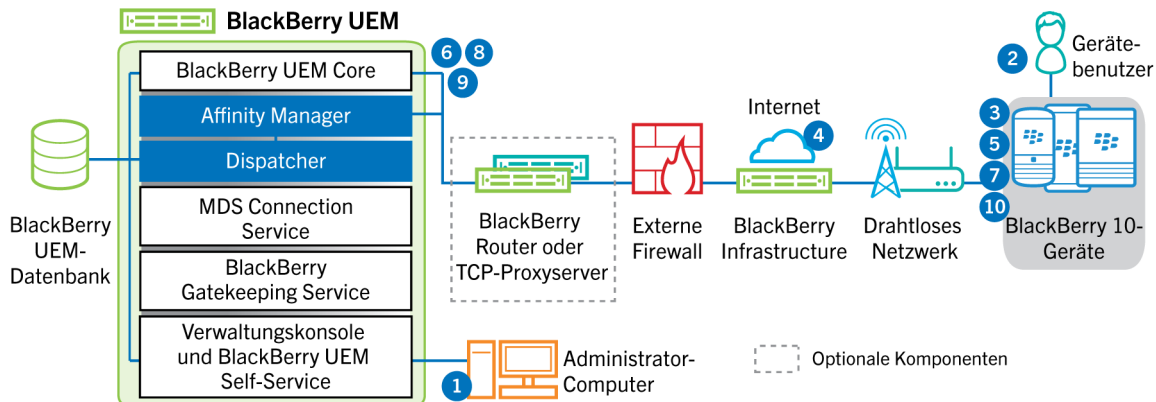 BlackBerry UEM
BlackBerry UEM Core
Affinity Manager
Dispatcher
MDS Connection
Service
BlackBerry
Gatekeeping Service
Verwaltungskonsole
und BlackBerry UEM
Self-Service
BlackBerry
UEM-
Datenbank
6 8
9
BlackBerry
Router oder
TCP-Proxyserver
Externe
Firewall
Internet
4
BlackBerry
Infrastructure
Drahtloses
Netzwerk
2
Geräte-
benutzer
3
5
7
10
BlackBerry 10-
Geräte
1
Administrator-
Computer
Optionale Komponenten